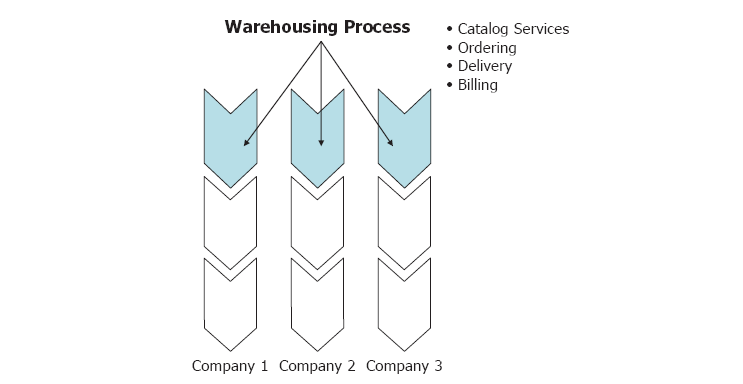 Warehousing Process
• Catalog Services
• Ordering
• Delivery
• Billing
Company 1 Company 2 Company 3